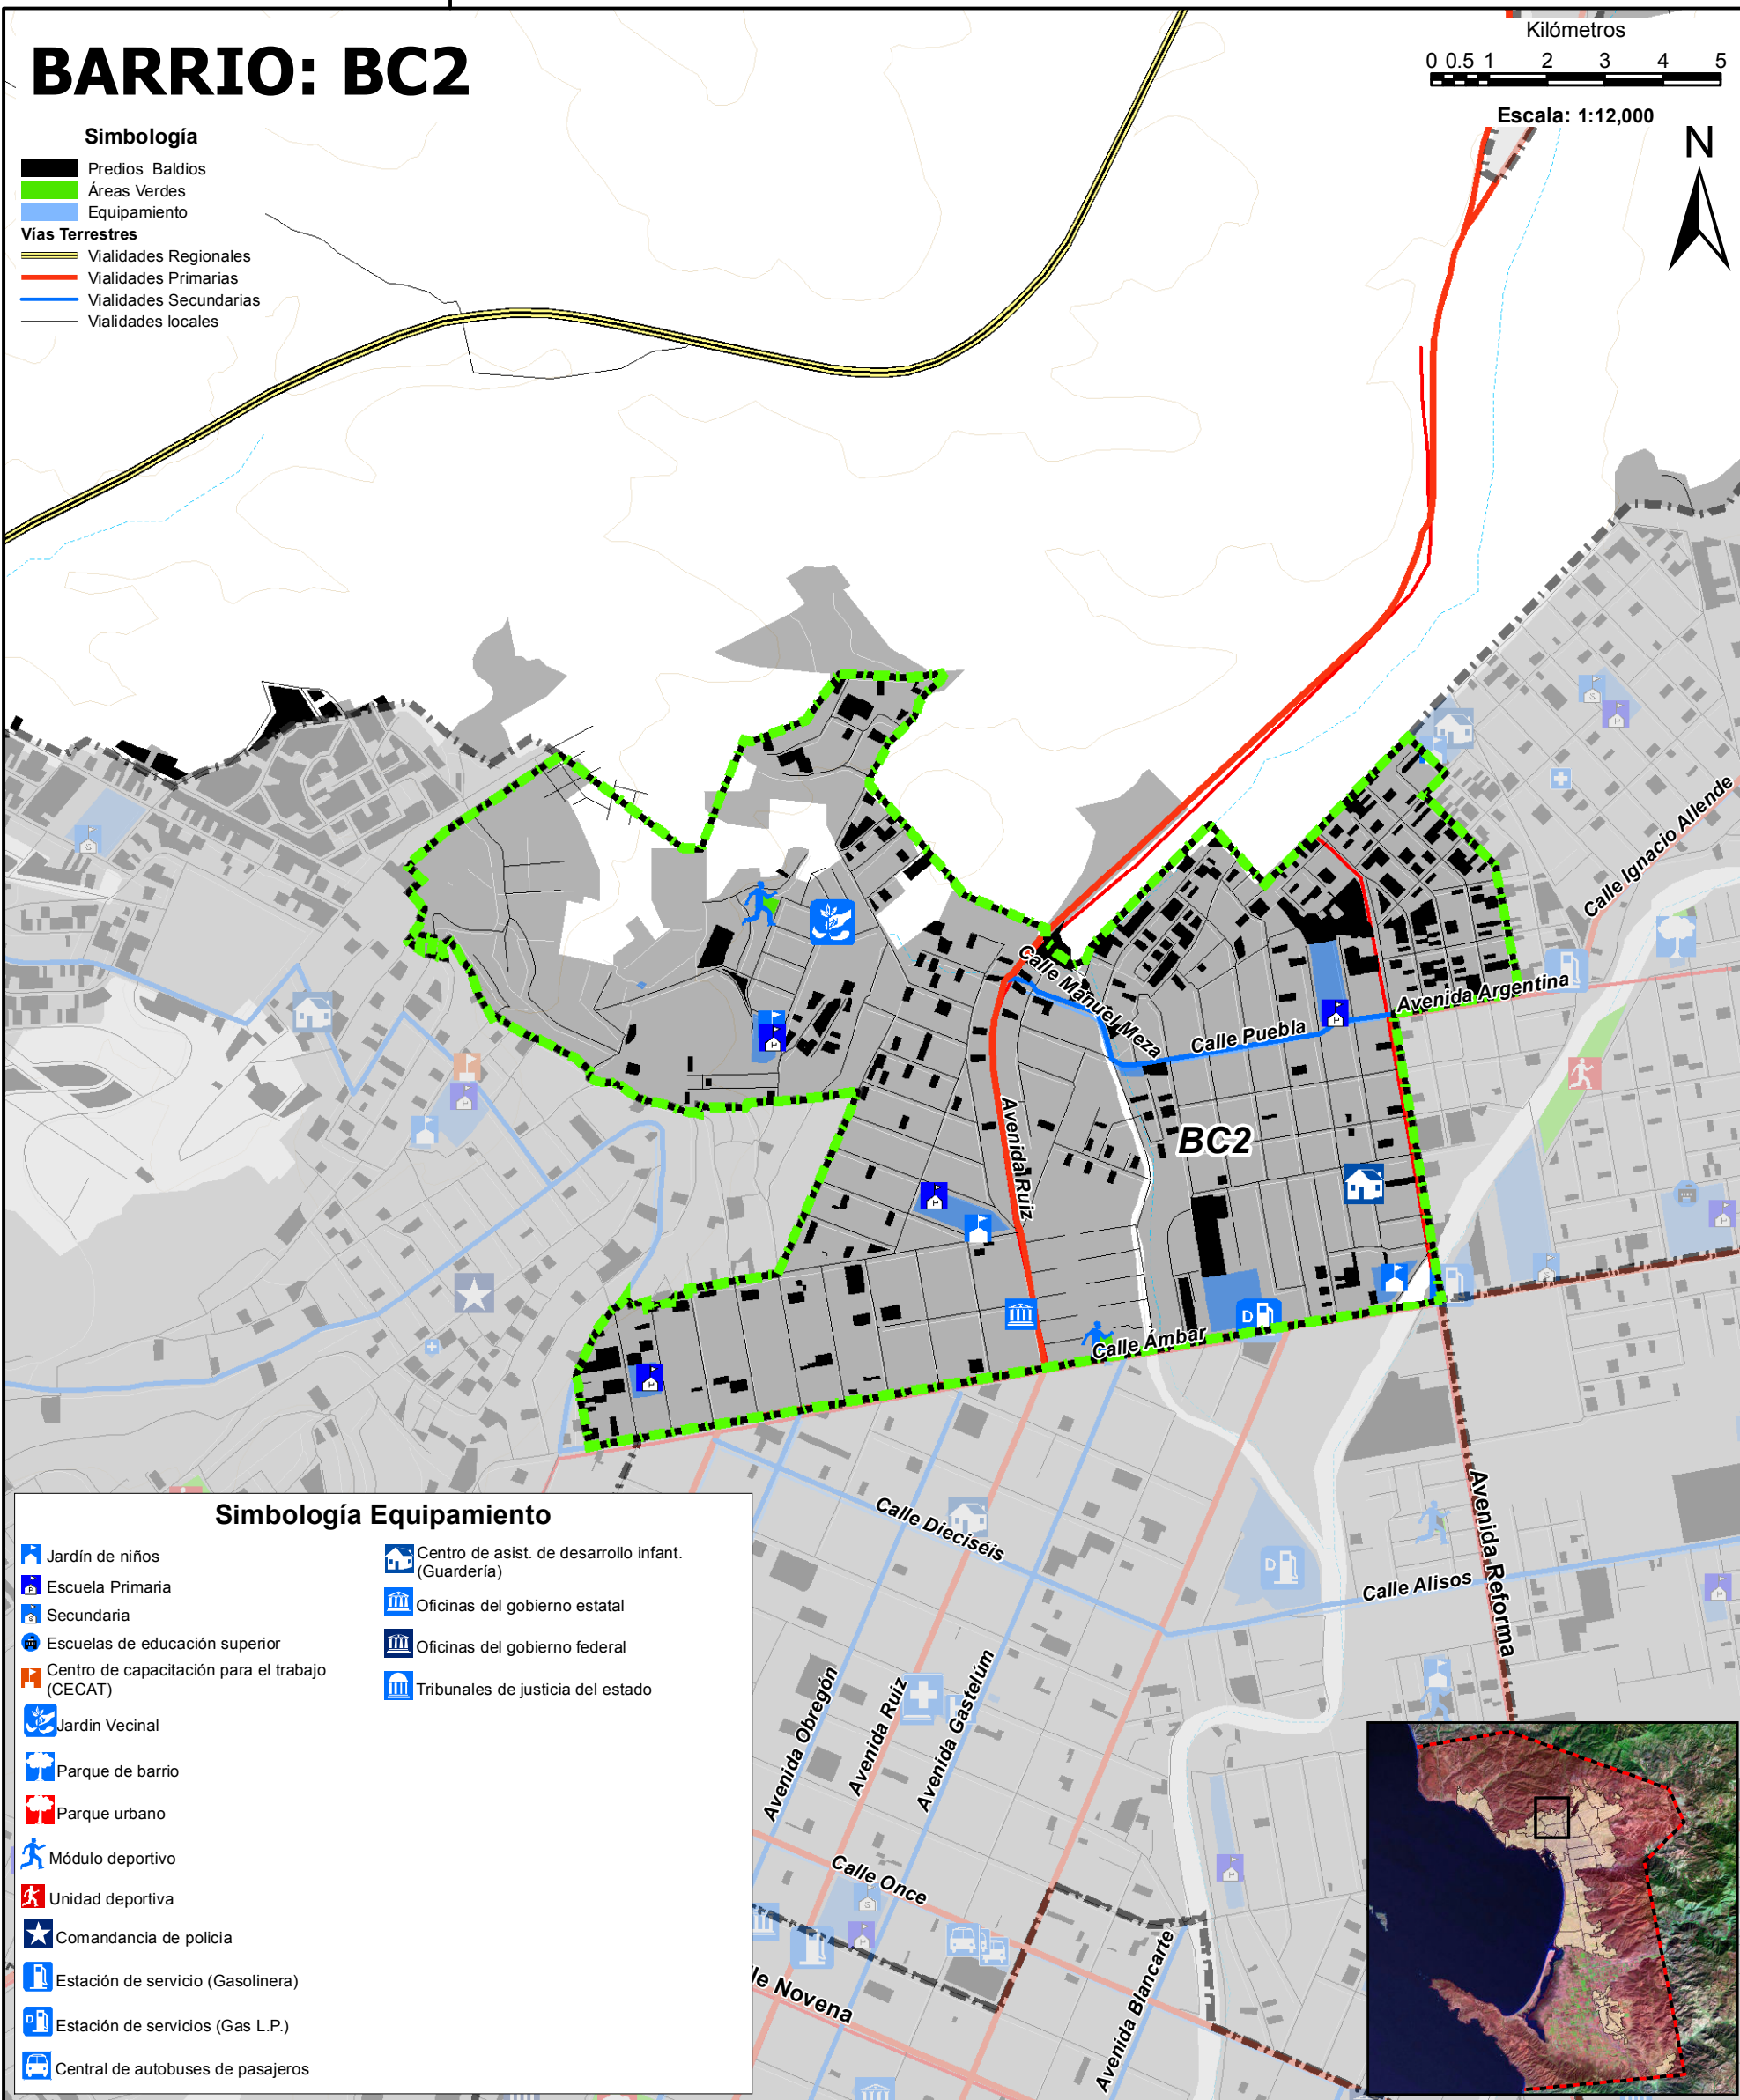 BARRIO: BC2
Kilómetros
0 0.5 1 2 3 4 5
Escala: 1:12,000
N
Simbología
Predios Baldios
Áreas Verdes
Equipamiento
Vías Terrestres
Vialidades Regionales
Vialidades Primarias
Vialidades Secundarias
Vialidades locales
Calle Ignacio Allende
Calle Manuel Meza
Avenida Argentina
Calle Puebla
Avenida Ruiz
BC2
Calle Ámbar
Calle Dieciséis
Calle Alisos
Avenida Reforma
Avenida Obregón
Avenida Ruiz
Avenida Gastelúm
Calle Once
lle Novena
Avenida Blancarte
Simbología Equipamiento
Jardín de niños
Escuela Primaria
Secundaria
Escuelas de educación superior
Centro de capacitación para el trabajo
(CECAT)
Jardin Vecinal
Parque de barrio
Parque urbano
Módulo deportivo
Unidad deportiva
Comandancia de policia
Estación de servicio (Gasolinera)
Estación de servicios (Gas L.P.)
Central de autobuses de pasajeros
Centro de asist. de desarrollo infant.
(Guardería)
Oficinas del gobierno estatal
Oficinas del gobierno federal
Tribunales de justicia del estado